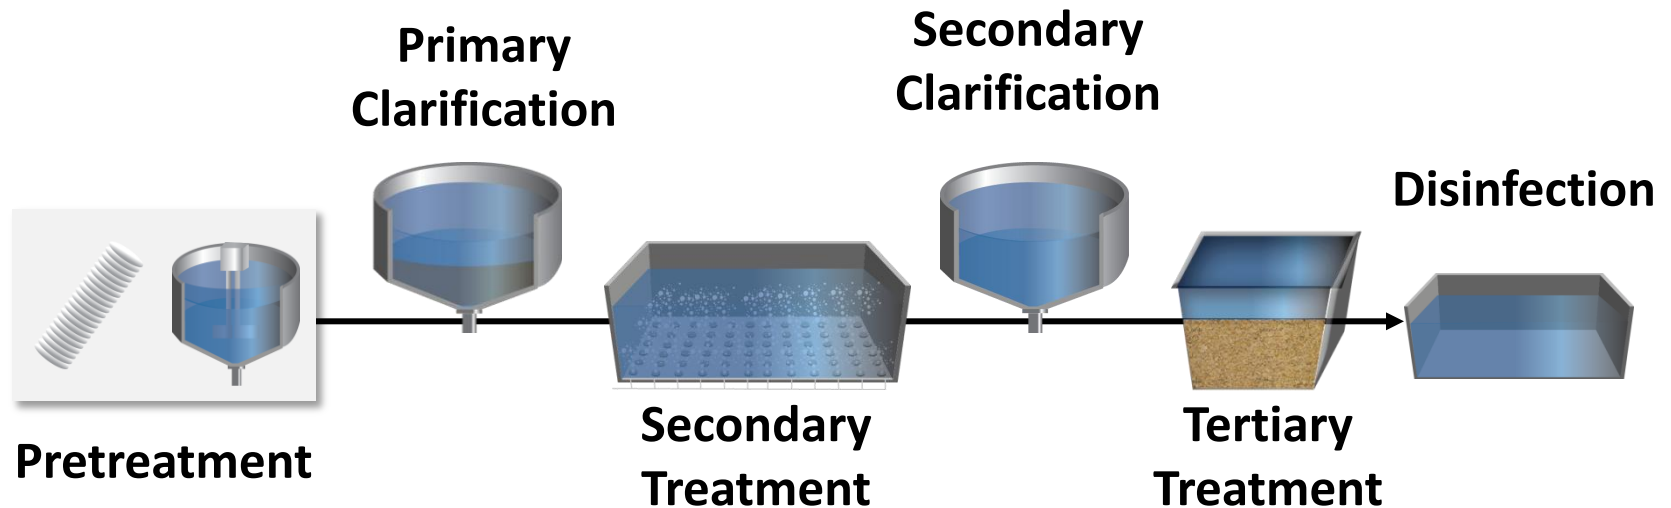 Primary
Clarification
Secondary
Clarification
Disinfection
Pretreatment
Secondary
Treatment
Tertiary
Treatment